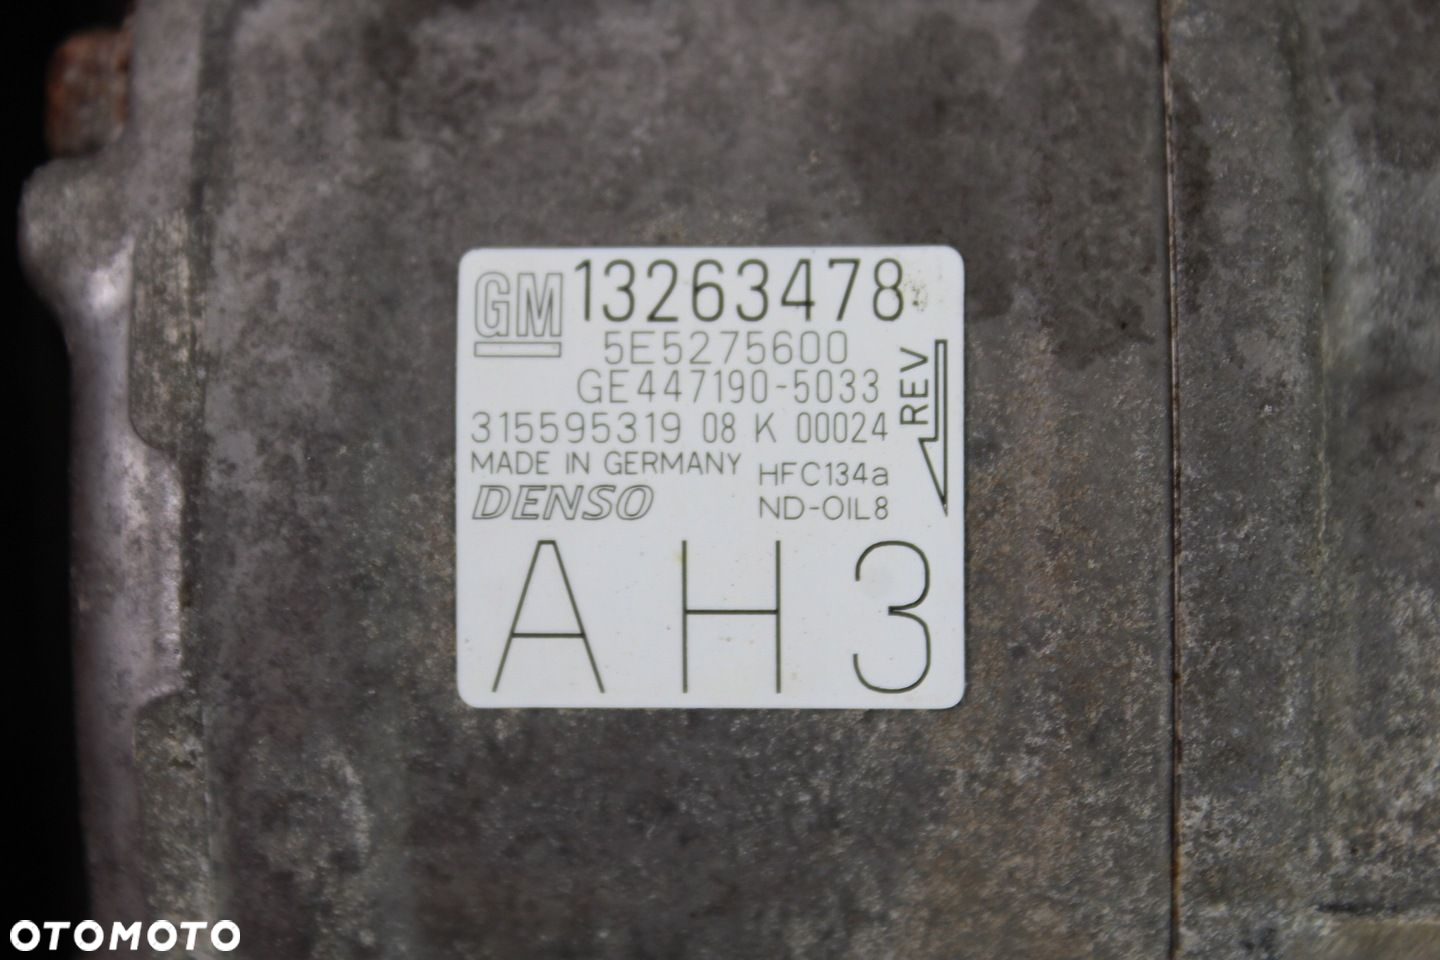 GM 13263478
5E5275600
GE447190-5033
REV
315595319 08 K 00024
MADE IN GERMANY
HFC134a
DENSO
ND-OIL8
AH3
OTOMOTO